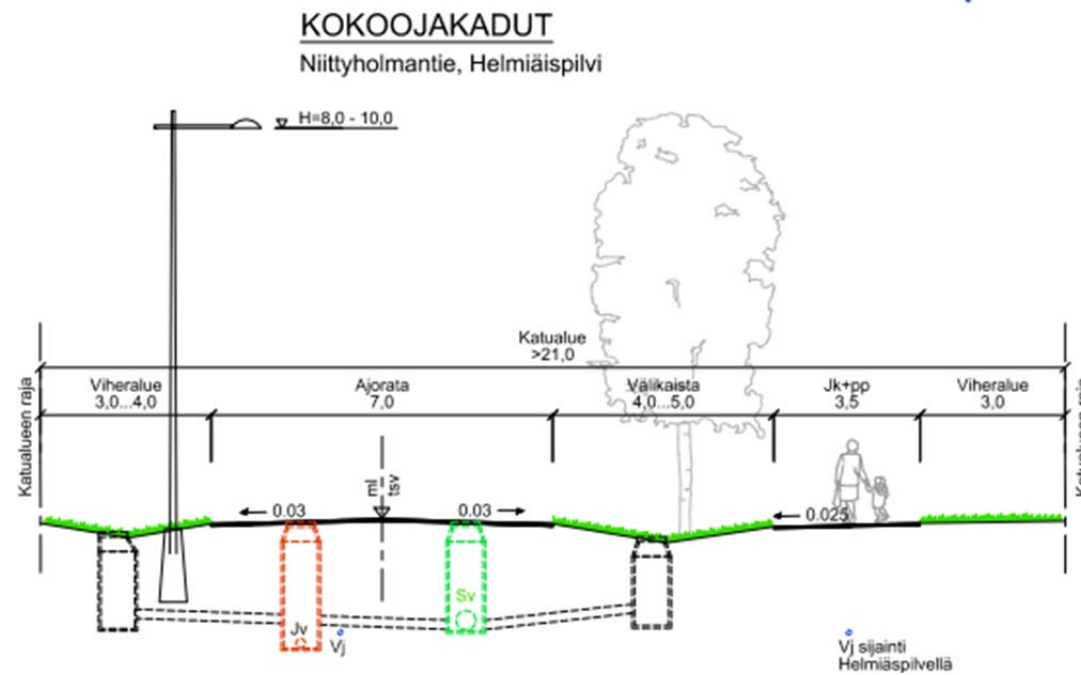 KOKOOJAKADUT
Niittyholmantie, Helmiäispilvi
H=8,0 - 10,0
Katualue
>21,0
Katualueen raja
Viheralue
3,0...4,0
Ajorata
7,0
Välikaista
4,0...5,0
Jk+pp
3,5
Viheralue
3,0
Katualueen raja
ml
tsv
0.03
0.03
0.025
Sv
Jv
Vj
Vj sijainti
Helmiäispilvellä